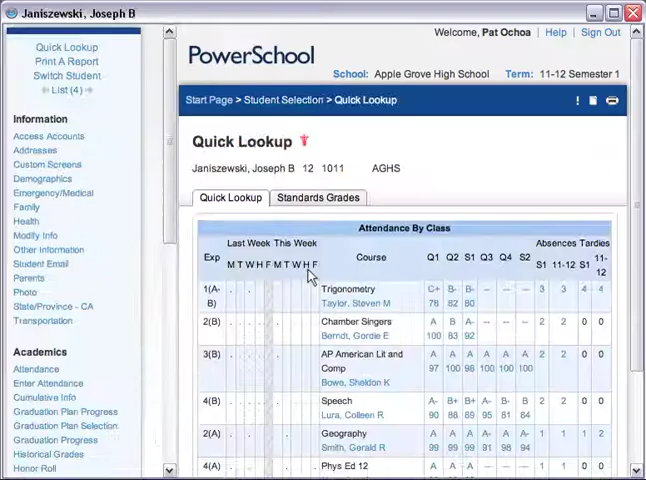 Janiszewski, Joseph B
Quick Lookup
Print A Report
Switch Student
List (4)
Information
Access Accounts
Addresses
Custom Screens
Demographics
Emergency/Medical
Family
Health
Modify Info
Other Information
Student Email
Parents
Photo
State/Province - CA
Transportation
Academics
Attendance
Enter Attendance
Cumulative Info
Graduation Plan Progress
Graduation Plan Selection
Graduation Progress
Historical Grades
Honor Roll
Welcome, Pat Ochoa | Help | Sign Out
PowerSchool
School: Apple Grove High School Term: 11-12 Semester 1
Start Page > Student Selection > Quick Lookup
Quick Lookup
Janiszewski, Joseph B 12 1011 AGHS
Quick Lookup Standards Grades
Attendance By Class
Last Week This Week Absences Tardies
Exp M T W H F M T W H F Course Q1 Q2 S1 Q3 Q4 S2 S1 11-12 S1 11-12
1(A-B) Trigonometry C+ B- B- -- -- -- 3 3 4 4
Taylor, Steven M 78 82 80
2(B) Chamber Singers A B A- -- -- -- 2 2 0 0
Berndt, Gordie E 100 83 92
3(B) AP American Lit and Comp A A A A A A 2 2 0 0
Bowe, Sheldon K 97 100 98 100 100 100
4(B) Speech A- B+ B+ A B- B 2 2 0 0
Lura, Colleen R 90 88 89 95 81 84
2(A) Geography A A A A- A A 1 1 1 2
Smith, Gerald R 99 99 99 91 98 94
4(A) Phys Ed 12 A A A A A A 0 0 0 0